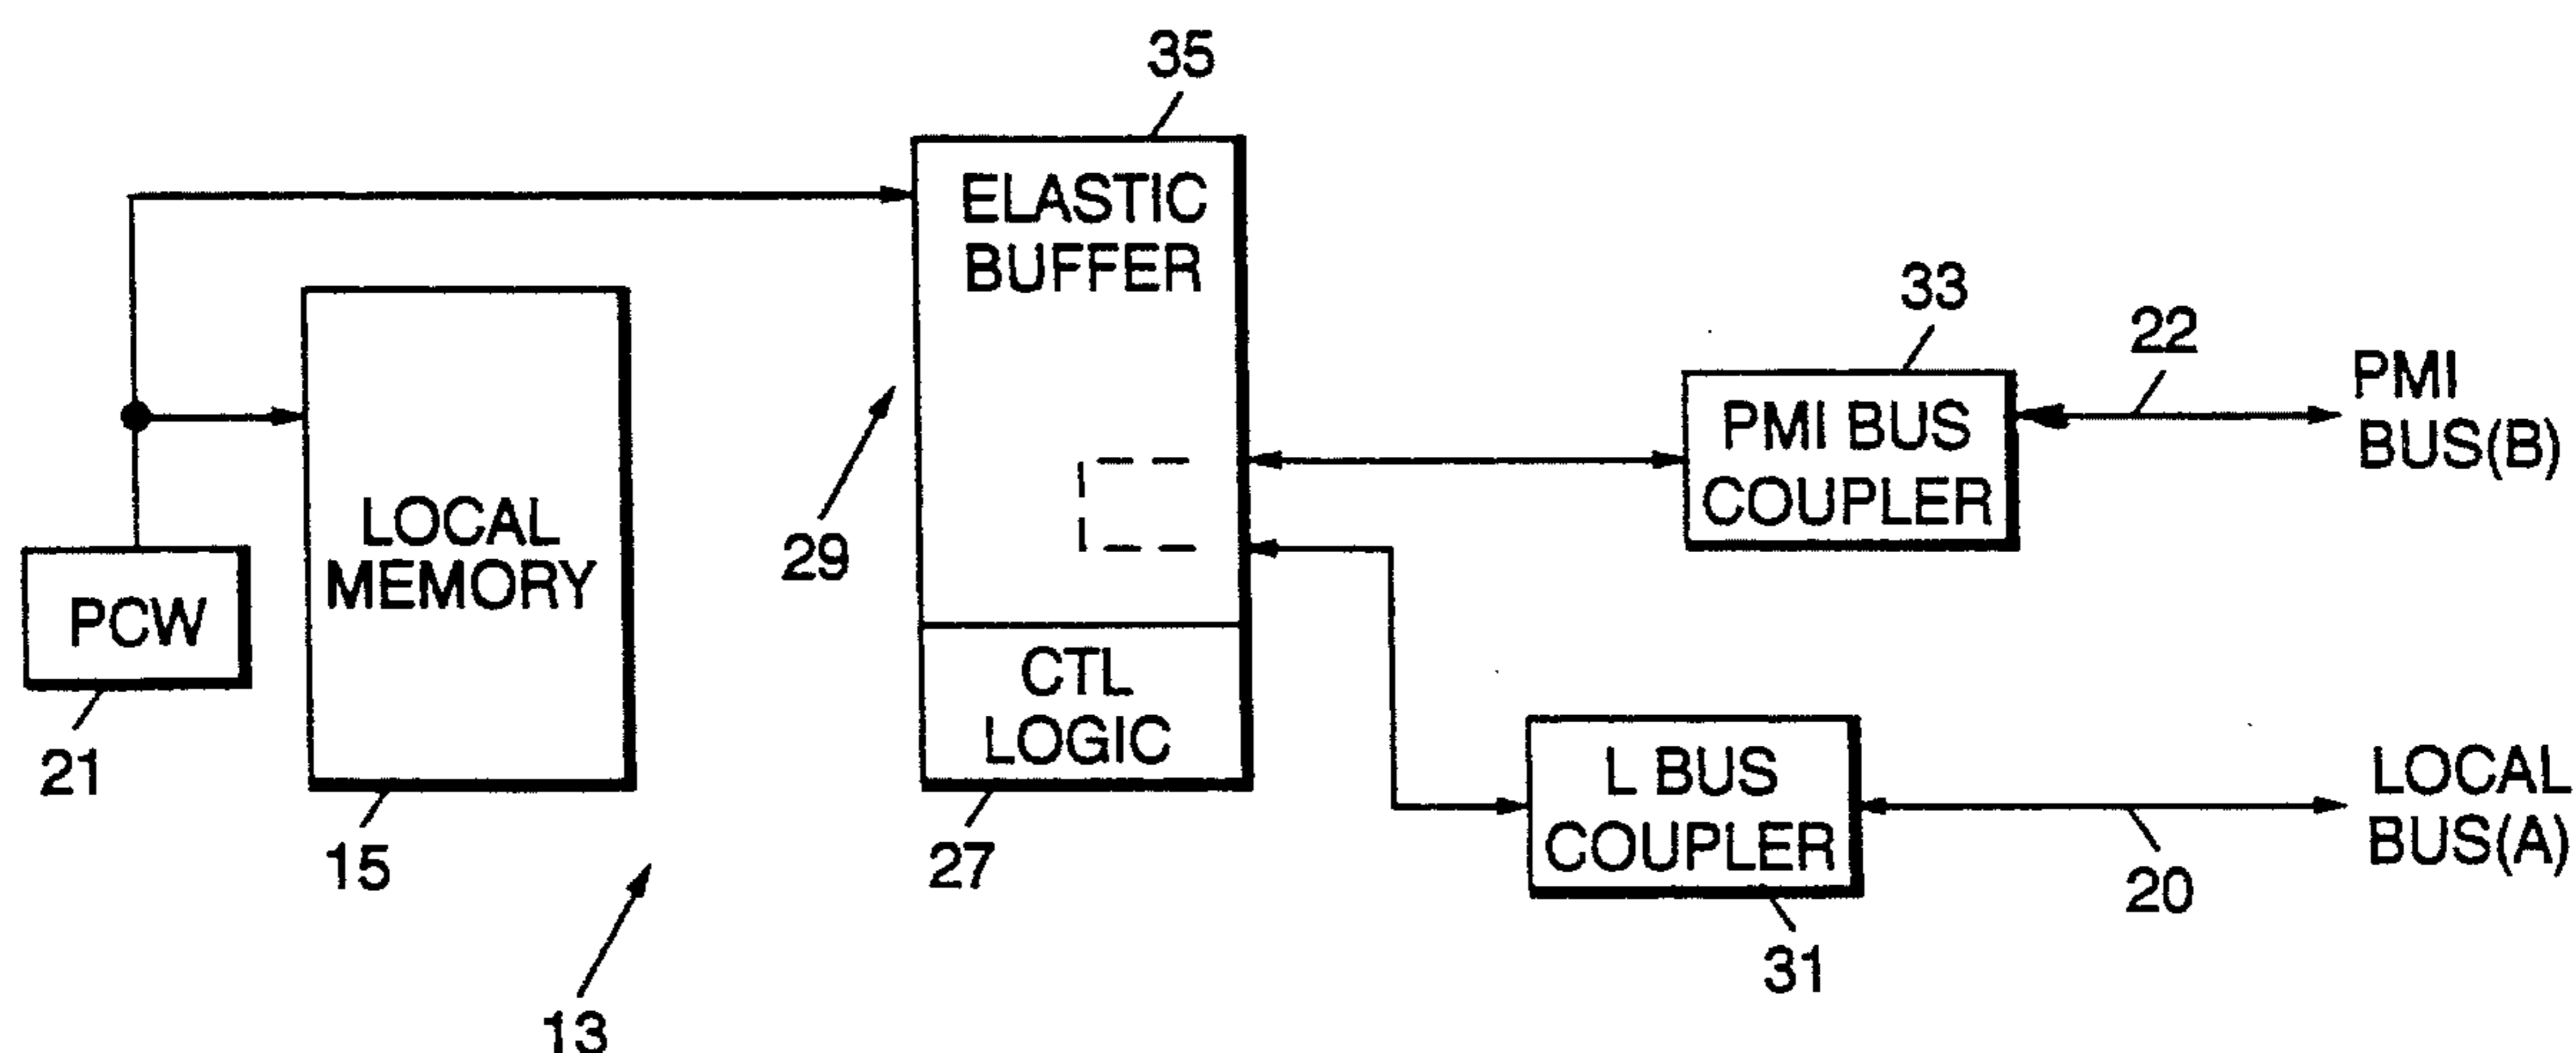 35
ELASTIC
BUFFER
33
22
PMI
BUS(B)
PMI BUS
COUPLER
LOCAL
MEMORY
29
PCW
21
15
CTL
LOGIC
27
L BUS
COUPLER
31
LOCAL
BUS(A)
20
13